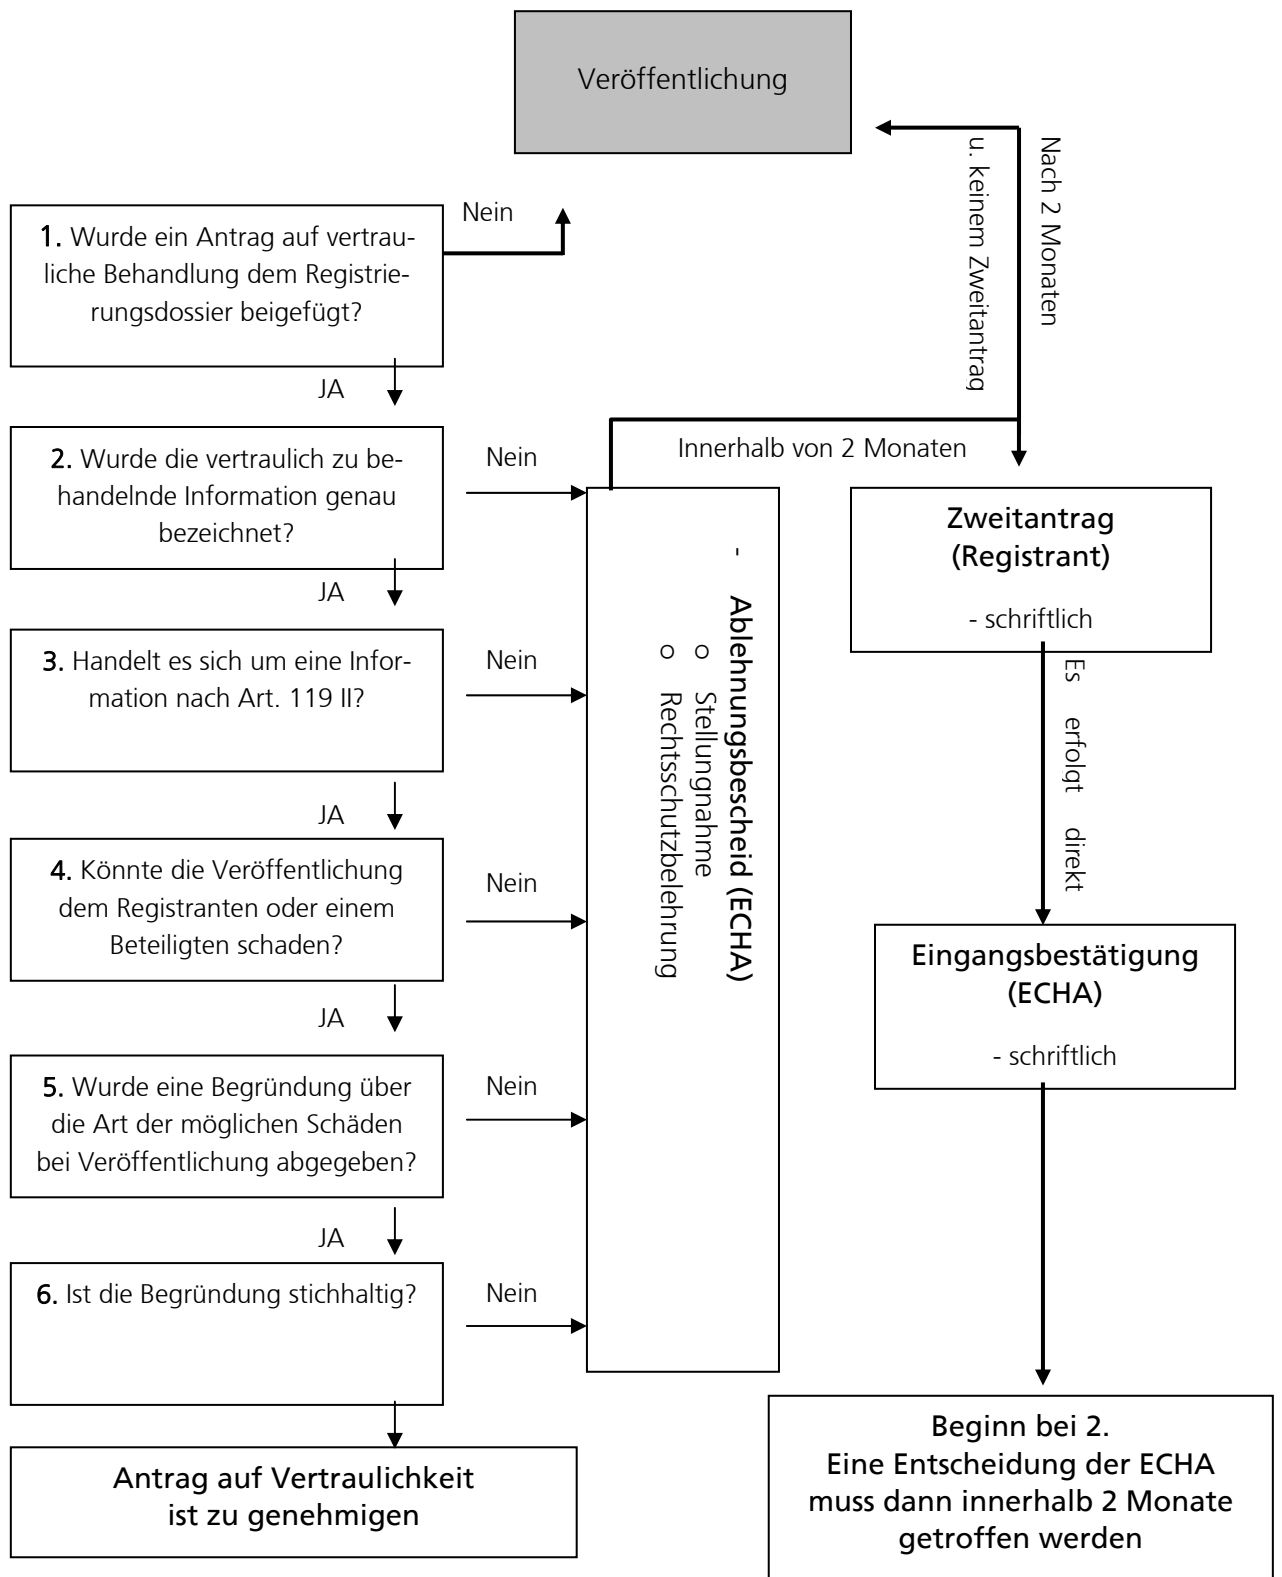 Veröffentlichung
Nach 2 Monaten
u. keinem Zweitantrag
Nein
1. Wurde ein Antrag auf vertrau-
liche Behandlung dem Registrie-
rungsdossier beigefügt?
JA
2. Wurde die vertraulich zu be-
handelnde Information genau
bezeichnet?
Nein
JA
3. Handelt es sich um eine Infor-
mation nach Art. 119 II?
Nein
JA
4. Könnte die Veröffentlichung
dem Registranten oder einem
Beteiligten schaden?
Nein
JA
5. Wurde eine Begründung über
die Art der möglichen Schäden
bei Veröffentlichung abgegeben?
Nein
JA
6. Ist die Begründung stichhaltig?
Nein
Antrag auf Vertraulichkeit
ist zu genehmigen
- Ablehnungsbescheid (ECHA)
o Stellungnahme
o Rechtsschutzbelehrung
Innerhalb von 2 Monaten
Zweitantrag
(Registrant)
- schriftlich
Es erfolgt direkt
Eingangsbestätigung
(ECHA)
- schriftlich
Beginn bei 2.
Eine Entscheidung der ECHA
muss dann innerhalb 2 Monate
getroffen werden